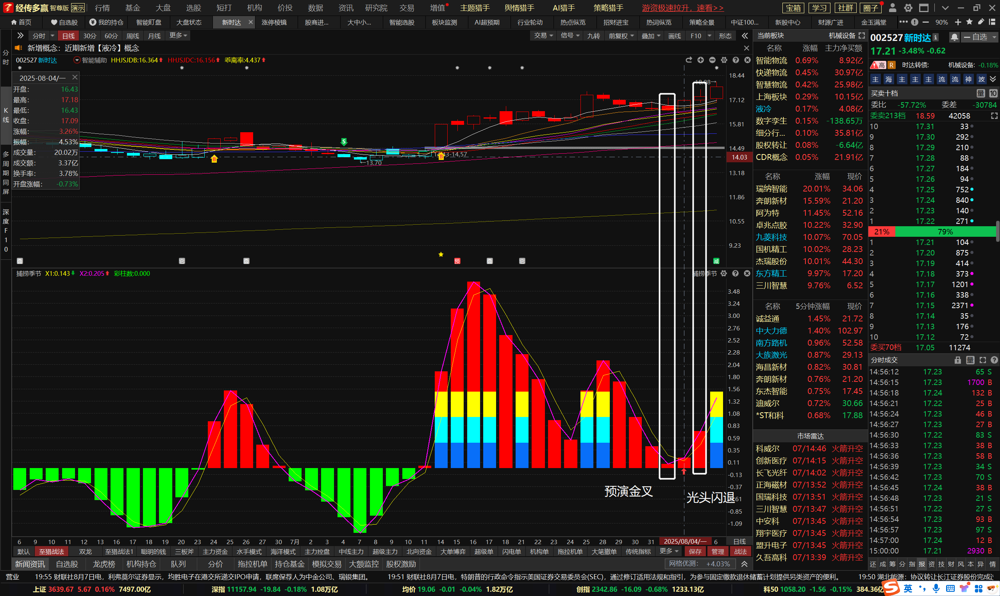 经传多赢 智尊版 演示 行情 基金 大盘 选股 短打 机构 价投 数据 资讯 研究院 交易 增值 主题猎手 舆情猎手 AI猎手 策略猎手 游资极速拉升，速看>> 宝箱 学习 社群 圈子
首页 自选股 我的持仓 智能盯盘 大盘状态 新时达 涨停棱镜 股商进... 大中小... 智能选股 板块监测 AI超预期 行业轮动 热点纵览 招财进宝 热词纵览 策略全景 中证100... 新股中心 财源广进 金玉满堂 90%
分时 日线 30分 60分 周线 月线 更多 交易 信号 九转 前复权 叠加 画线 F10 形态
新增概念：近期新增【液冷】概念
002527 新时达 智能辅助 HHJSJDB:16.364 HHJSJDC:16.156 乖离率:4.437
分时
K线
多周期同屏
深度F10
2025-08-04/一
开盘: 16.43
最高: 17.18
最低: 16.43
收盘: 17.09
涨幅: 3.26%
振幅: 4.53%
成交量: 20.02万
成交额: 3.37亿
换手率: 3.78%
开盘涨幅: -0.73%
18.08
13.70
S
B
B
18.44
17.12
15.81
14.49
14.03
13.18
11.86
10.55
9.23
委 它 委 预 委 它 减
捕捞季节 X1:0.143 X2:0.205 彩柱数:0.000
捕捞季节
3.48
3.24
3.00
2.76
2.52
2.28
2.04
1.80
1.56
1.32
1.08
0.83
0.59
0.35
0.11
-0.13
-0.37
-0.85
-1.09
预演金叉
光头闪退
6 9 10 11 12 13 16 17 18 19 20 23 24 25 26 27 30 7月 2 3 4 7 8 9 10 11 14 15 16 17 18 21 22 23 24 25 28 29 30 31 2025/08/04/一 6 日线
默认 至猎战法 双龙 至猎战法1 聪明的钱 三板斧 主力资金 水手模式 海洋模式 主力控盘 中线主力 超级主力 北向资金 大单博弈 超级单 闪电单 机构单 拖拉机单 大笔撤单 传统指标 更多 保存 管理 战法
新闻资讯 自选股 龙虎榜 机构持仓 队列 分价 拖拉机单 持仓基金 模拟交易 大额监控 股权激励 网格优测: +4.03%
当前板块 机械设备
名称 涨幅 主力净买额
智能物流 0.69% 8.92亿
快递物流 0.45% 30.97亿
智慧物流 0.42% 25.98亿
上海板块 0.29% 10.15亿
液冷 0.17% 4.08亿
数字孪生 0.15% -138.65万
细分行... 0.10% 35.81亿
股权转让 0.08% -6.64亿
CDR概念 0.05% 21.91亿
名称 涨幅 现价
瑞纳智能 20.01% 34.06
奔朗新材 15.59% 21.20
阿为特 11.45% 52.16
卓兆点胶 10.22% 32.90
九菱科技 10.07% 70.05
国机精工 10.02% 28.23
杰瑞股份 10.01% 44.30
东方精工 9.97% 17.20
三川智慧 9.76% 6.52
名称 5分钟涨幅 现价
诚益通 1.45% 21.72
中大力德 1.40% 102.97
南方路机 0.96% 52.58
大族激光 0.87% 29.13
海昌新材 0.82% 30.81
奔朗新材 0.76% 21.20
东杰智能 0.75% 17.45
迪威尔 0.72% 30.66
*ST和科 0.68% 17.88
市场雷达
科威尔 07/14:46 火箭升空
创新医疗 07/14:15 火箭升空
长飞光纤 07/14:02 火箭升空
正海磁材 07/13:52 火箭升空
国瑞科技 07/13:51 火箭升空
三川智慧 07/13:47 火箭升空
中安科 07/13:45 火箭升空
翔宇医疗 07/13:45 火箭升空
盟升电子 07/13:45 火箭升空
久吾高科 07/13:39 火箭升空
002527 新时达 自选
17.21 -3.48% -0.62
高 R 时达转债: 机械设备: -0.18%
主 海 主 主 主 流 流 神 波
买卖十档 量 10
委比 -57.72% 委差 -30784
委卖213档 18.59 42058
10 17.31 33
9 17.30 292
8 17.29 210
7 17.28 88
6 17.27 184
5 17.26 94
4 17.25 752
3 17.24 840
2 17.23 140
1 17.22 271
21% 79%
1 17.21 104
2 17.20 875
3 17.19 414
4 17.18 373
5 17.17 1201
6 17.16 338
7 17.15 2371
8 17.14 35
9 17.13 176
10 17.12 72
委买70档 17.05 11274
分时成交 量
14:56:12 17.23 65 S
14:56:15 17.23 1700 B
14:56:18 17.24 132 B
14:56:21 17.22 25 B
14:56:24 17.23 46 B
14:56:27 17.23 27 B
14:56:30 17.22 83 S
14:56:33 17.23 38 B
14:56:36 17.23 58 B
14:56:39 17.23 34 S
14:56:42 17.23 70 S
14:56:45 17.24 38 B
14:56:48 17.23 21 S
14:56:51 17.22 27 S
14:56:54 17.23 93 B
14:56:57 17.23 97 S
14:57:00 17.24 12 B
15:00:00 17.21 2930 B
还 成 筹 分 指 报 资 技 财 风 本 异 情
营业 19:55 财联社8月7日电，利弗莫尔证券显示，均胜电子在港交所递交IPO申请，联席保荐人为中金公司、瑞银集团。 19:51 财联社8月7日电，特朗普的行政命令指示美国证券交易委员会(SEC)，通过修订适用法规和指引，为参与固定缴款退休储蓄计划提供另类资产的便利。 19:50 湖北能源：协议转让长江证券股份完成过
上证 3639.67 5.67 0.16% 7497.00亿 深指 11157.94 -19.84 -0.18% 1.08万亿 均价 19.06 -0.01 -0.04% 1.82万亿 创指 2342.86 -16.09 -0.68% 1233.13亿 科50 1058.20 -1.56 -0.15% 384.36亿 英